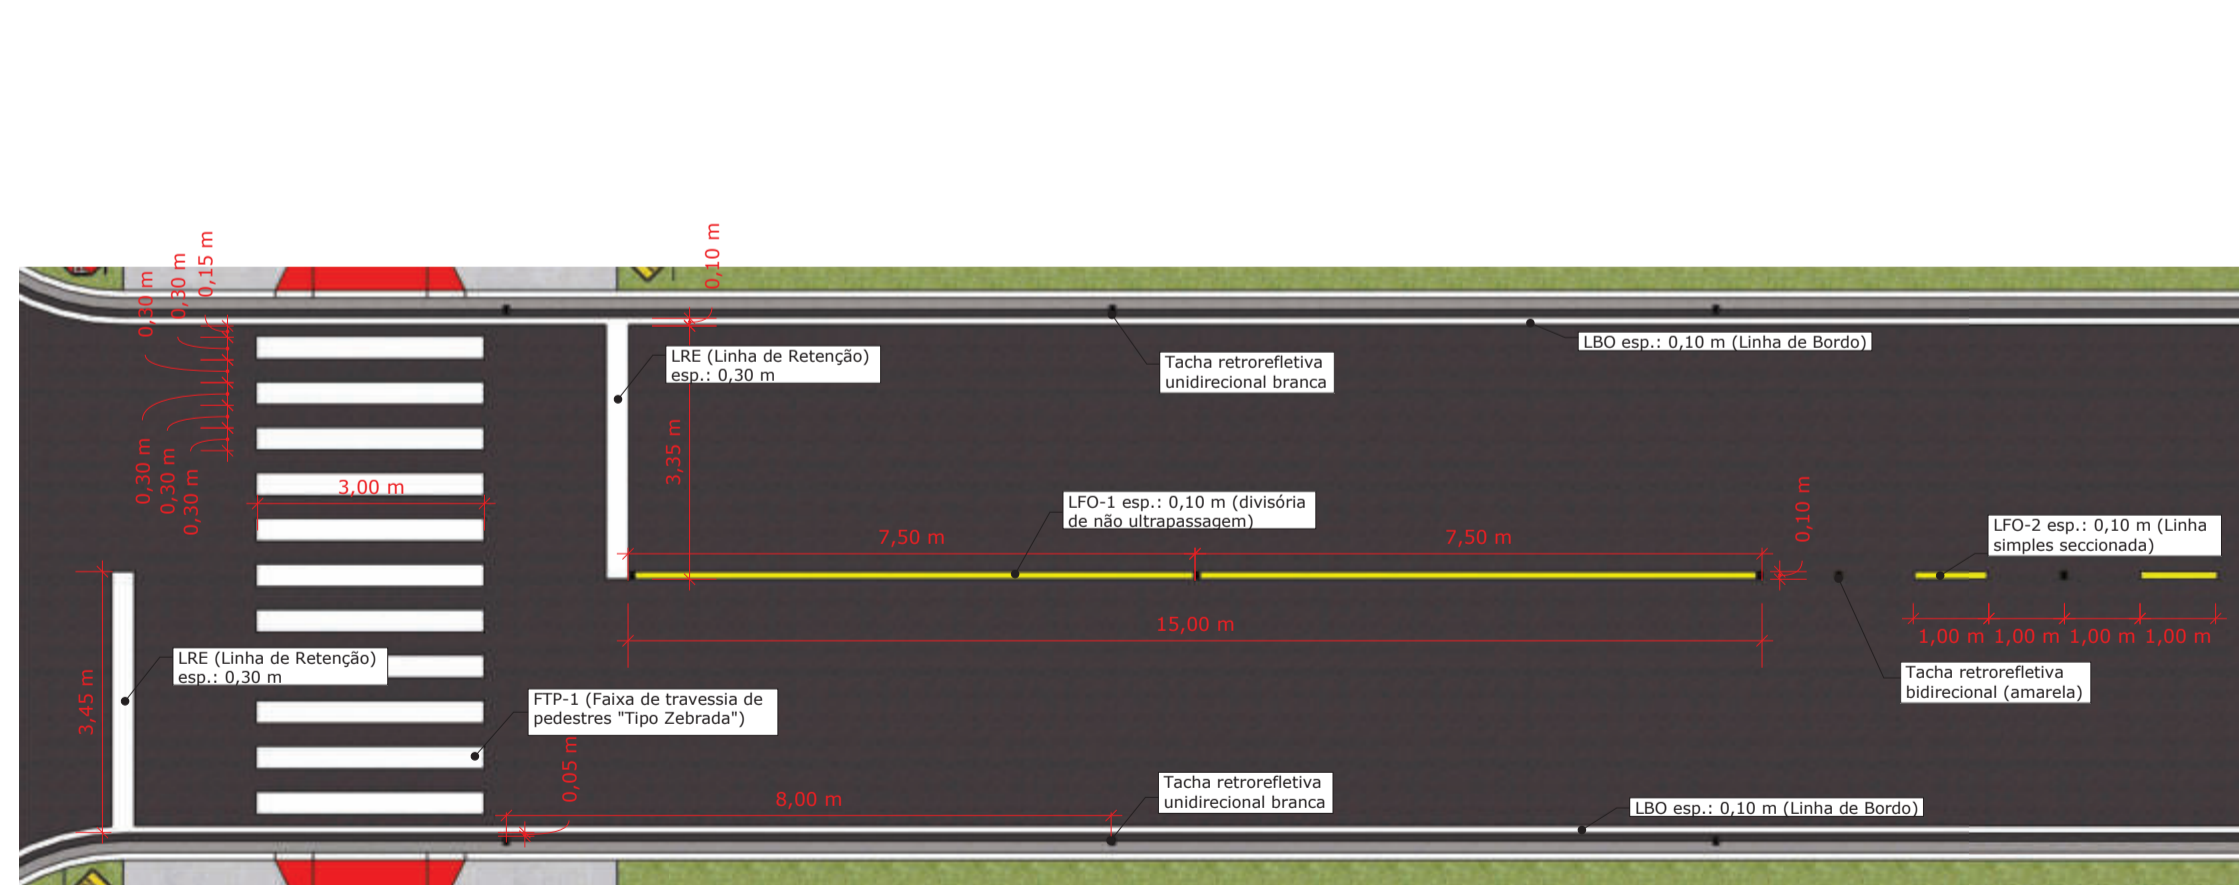 0,10 m
0,15 m
0,30 m
0,30 m
LBO esp.: 0,10 m (Linha de Bordo)
LRE (Linha de Retenção)
esp.: 0,30 m
Tacha retrorefletiva
unidirecional branca
3,35 m
0,30 m
0,30 m
0,30 m
3,00 m
LFO-1 esp.: 0,10 m (divisória
de não ultrapassagem)
7,50 m
7,50 m
0,10 m
LFO-2 esp.: 0,10 m (Linha
simples seccionada)
15,00 m
1,00 m
1,00 m
1,00 m
1,00 m
LRE (Linha de Retenção)
esp.: 0,30 m
3,45 m
Tacha retrorefletiva
bidirecional (amarela)
FTP-1 (Faixa de travessia de
pedestres "Tipo Zebrada")
0,05 m
8,00 m
Tacha retrorefletiva
unidirecional branca
LBO esp.: 0,10 m (Linha de Bordo)